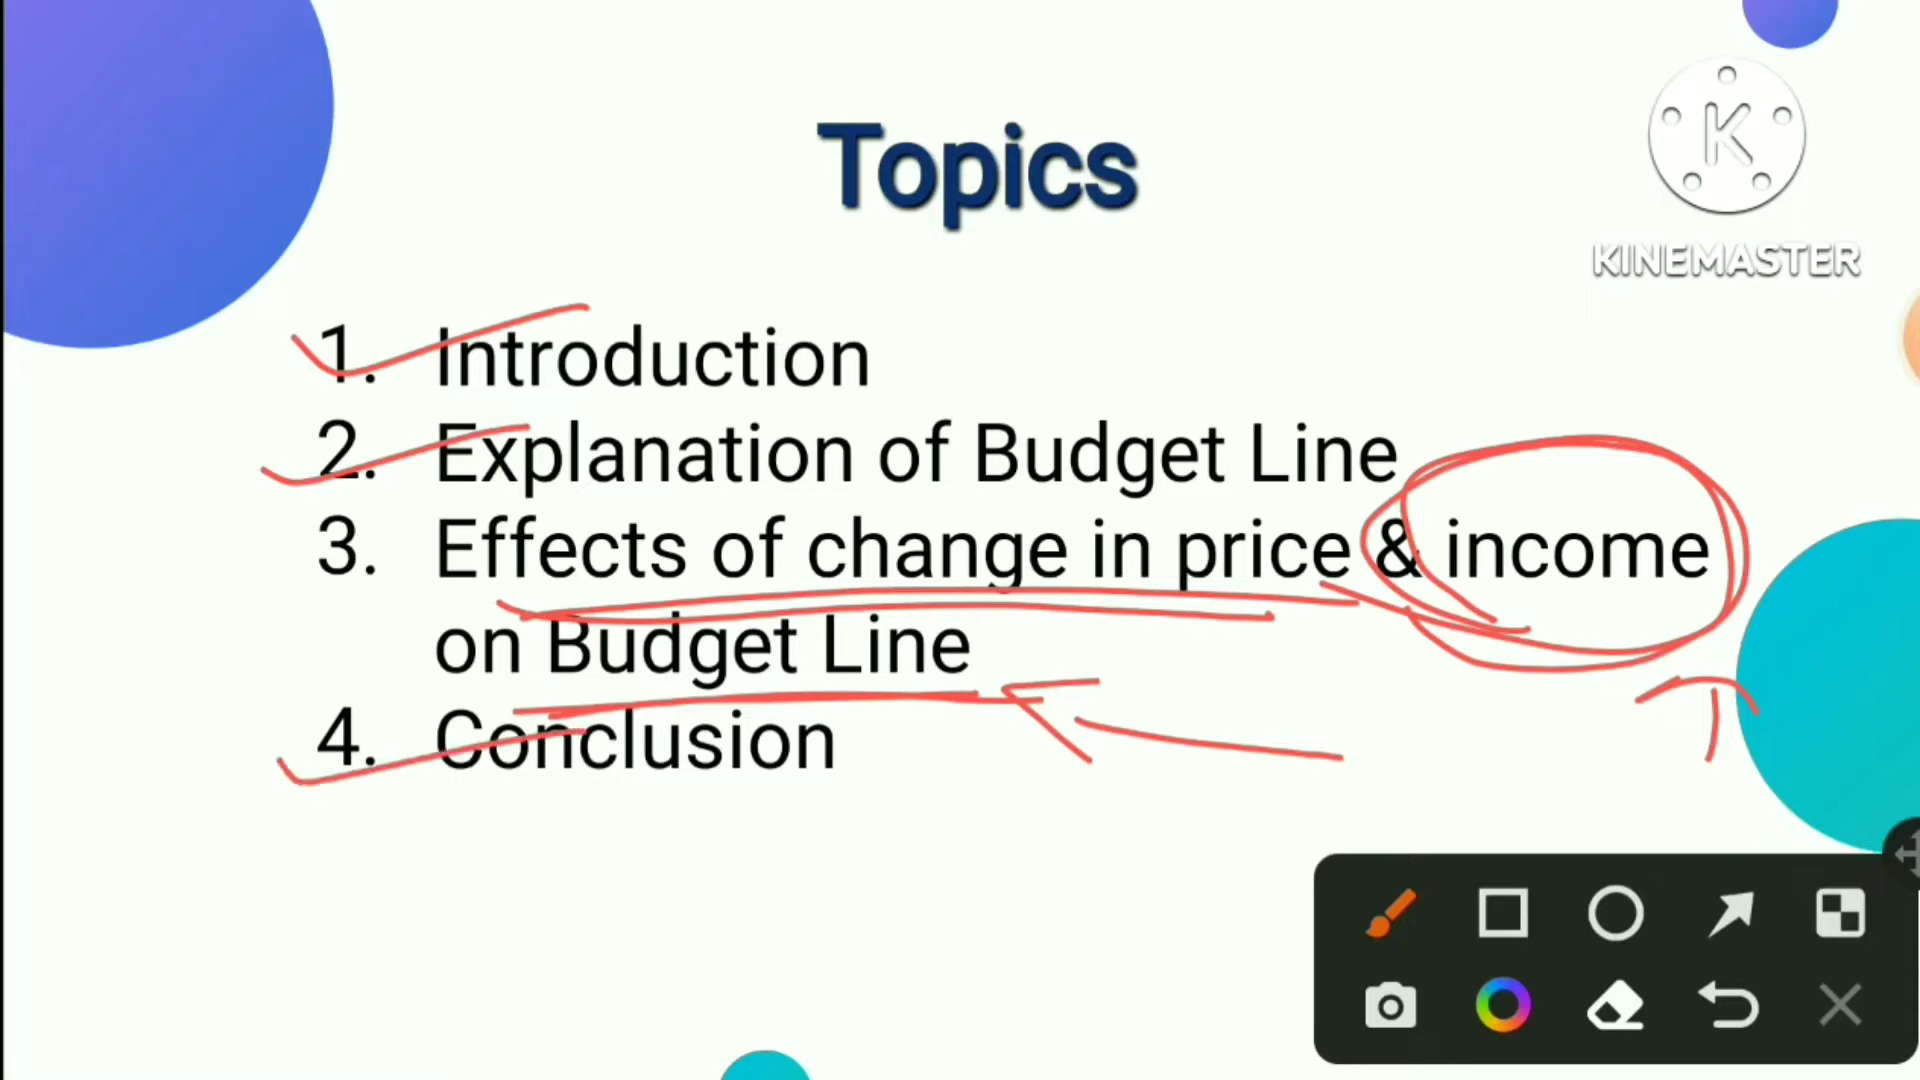 Topics
K
KINEMASTER
1. Introduction
2. Explanation of Budget Line
3. Effects of change in price & income
on Budget Line
4. Conclusion